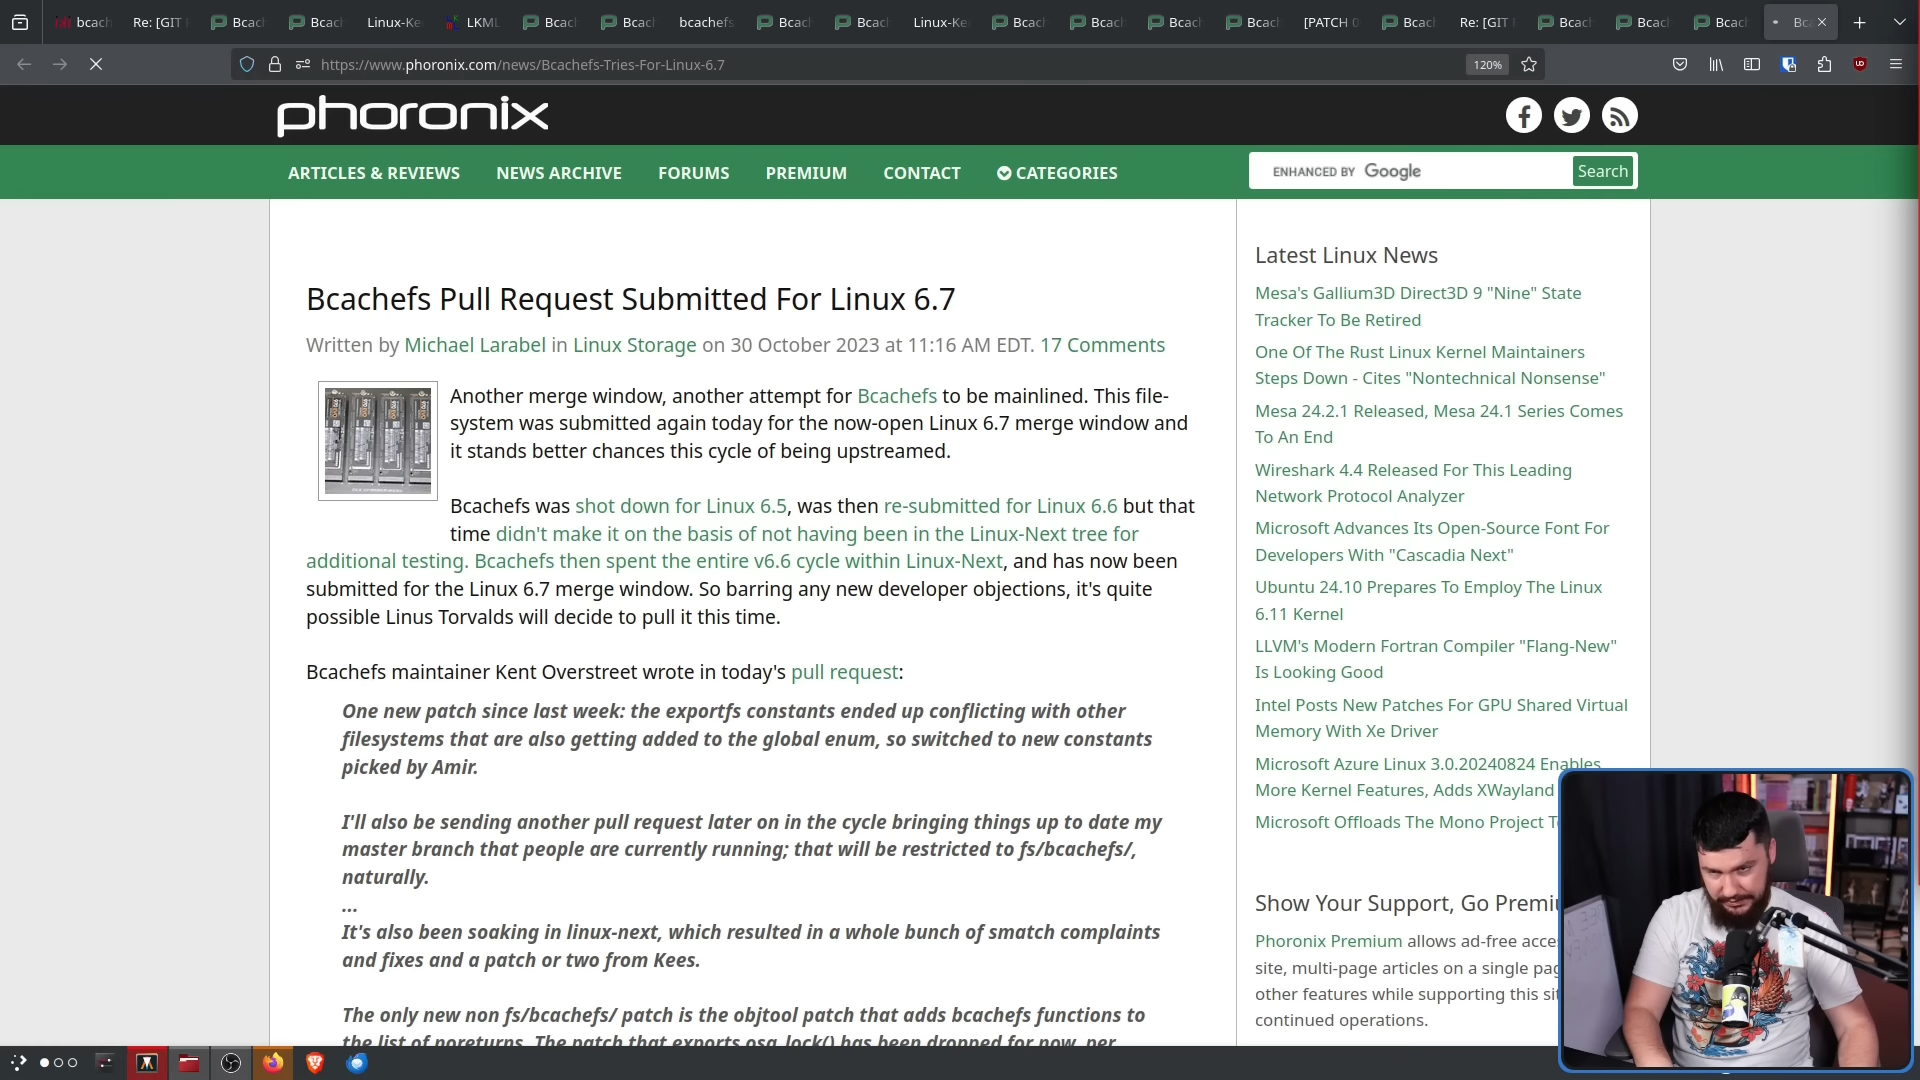 bcach
Re: [GIT
Bcach
Bcac
Linux-Ke
LKML
Bcac
Bcac
bcachefs
Bcac
Bcac
Linux-Ke
Bcac
Bcac
Bcac
Bcac
[PATCH 0
Bcac
Re: [GIT
Bcac
Bcac
Bcac
https://www.phoronix.com/news/Bcachefs-Tries-For-Linux-6.7
120%
phoronix
ARTICLES & REVIEWS NEWS ARCHIVE FORUMS PREMIUM CONTACT CATEGORIES
ENHANCED BY Google Search
Bcachefs Pull Request Submitted For Linux 6.7
Written by Michael Larabel in Linux Storage on 30 October 2023 at 11:16 AM EDT. 17 Comments
Another merge window, another attempt for Bcachefs to be mainlined. This file-
system was submitted again today for the now-open Linux 6.7 merge window and
it stands better chances this cycle of being upstreamed.
Bcachefs was shot down for Linux 6.5, was then re-submitted for Linux 6.6 but that
time didn't make it on the basis of not having been in the Linux-Next tree for
additional testing. Bcachefs then spent the entire v6.6 cycle within Linux-Next, and has now been
submitted for the Linux 6.7 merge window. So barring any new developer objections, it's quite
possible Linus Torvalds will decide to pull it this time.
Bcachefs maintainer Kent Overstreet wrote in today's pull request:
One new patch since last week: the exportfs constants ended up conflicting with other
filesystems that are also getting added to the global enum, so switched to new constants
picked by Amir.
I'll also be sending another pull request later on in the cycle bringing things up to date my
master branch that people are currently running; that will be restricted to fs/bcachefs/,
naturally.
...
It's also been soaking in linux-next, which resulted in a whole bunch of smatch complaints
and fixes and a patch or two from Kees.
The only new non fs/bcachefs/ patch is the objtool patch that adds bcachefs functions to
the list of noreturns. The patch that exports osq_lock() has been dropped for now, per
Latest Linux News
Mesa's Gallium3D Direct3D 9 "Nine" State
Tracker To Be Retired
One Of The Rust Linux Kernel Maintainers
Steps Down - Cites "Nontechnical Nonsense"
Mesa 24.2.1 Released, Mesa 24.1 Series Comes
To An End
Wireshark 4.4 Released For This Leading
Network Protocol Analyzer
Microsoft Advances Its Open-Source Font For
Developers With "Cascadia Next"
Ubuntu 24.10 Prepares To Employ The Linux
6.11 Kernel
LLVM's Modern Fortran Compiler "Flang-New"
Is Looking Good
Intel Posts New Patches For GPU Shared Virtual
Memory With Xe Driver
Microsoft Azure Linux 3.0.20240824 Enables
More Kernel Features, Adds XWayland
Microsoft Offloads The Mono Project
Show Your Support, Go
Phoronix Premium allows ad-free
site, multi-page articles on a single
other features while supporting this
continued operations.